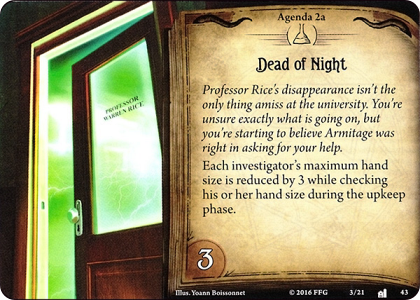 Agenda 2a
Dead of Night
Professor Rice's disappearance isn't the
only thing amiss at the university. You're
unsure exactly what is going on, but
you're starting to believe Armitage was
right in asking for your help.
Each investigator's maximum hand
size is reduced by 3 while checking
his or her hand size during the upkeep
phase.
PROFESSOR
WARREN RICE
3
Illus. Yoann Boissonnet
© 2016 FFG
3/21
43